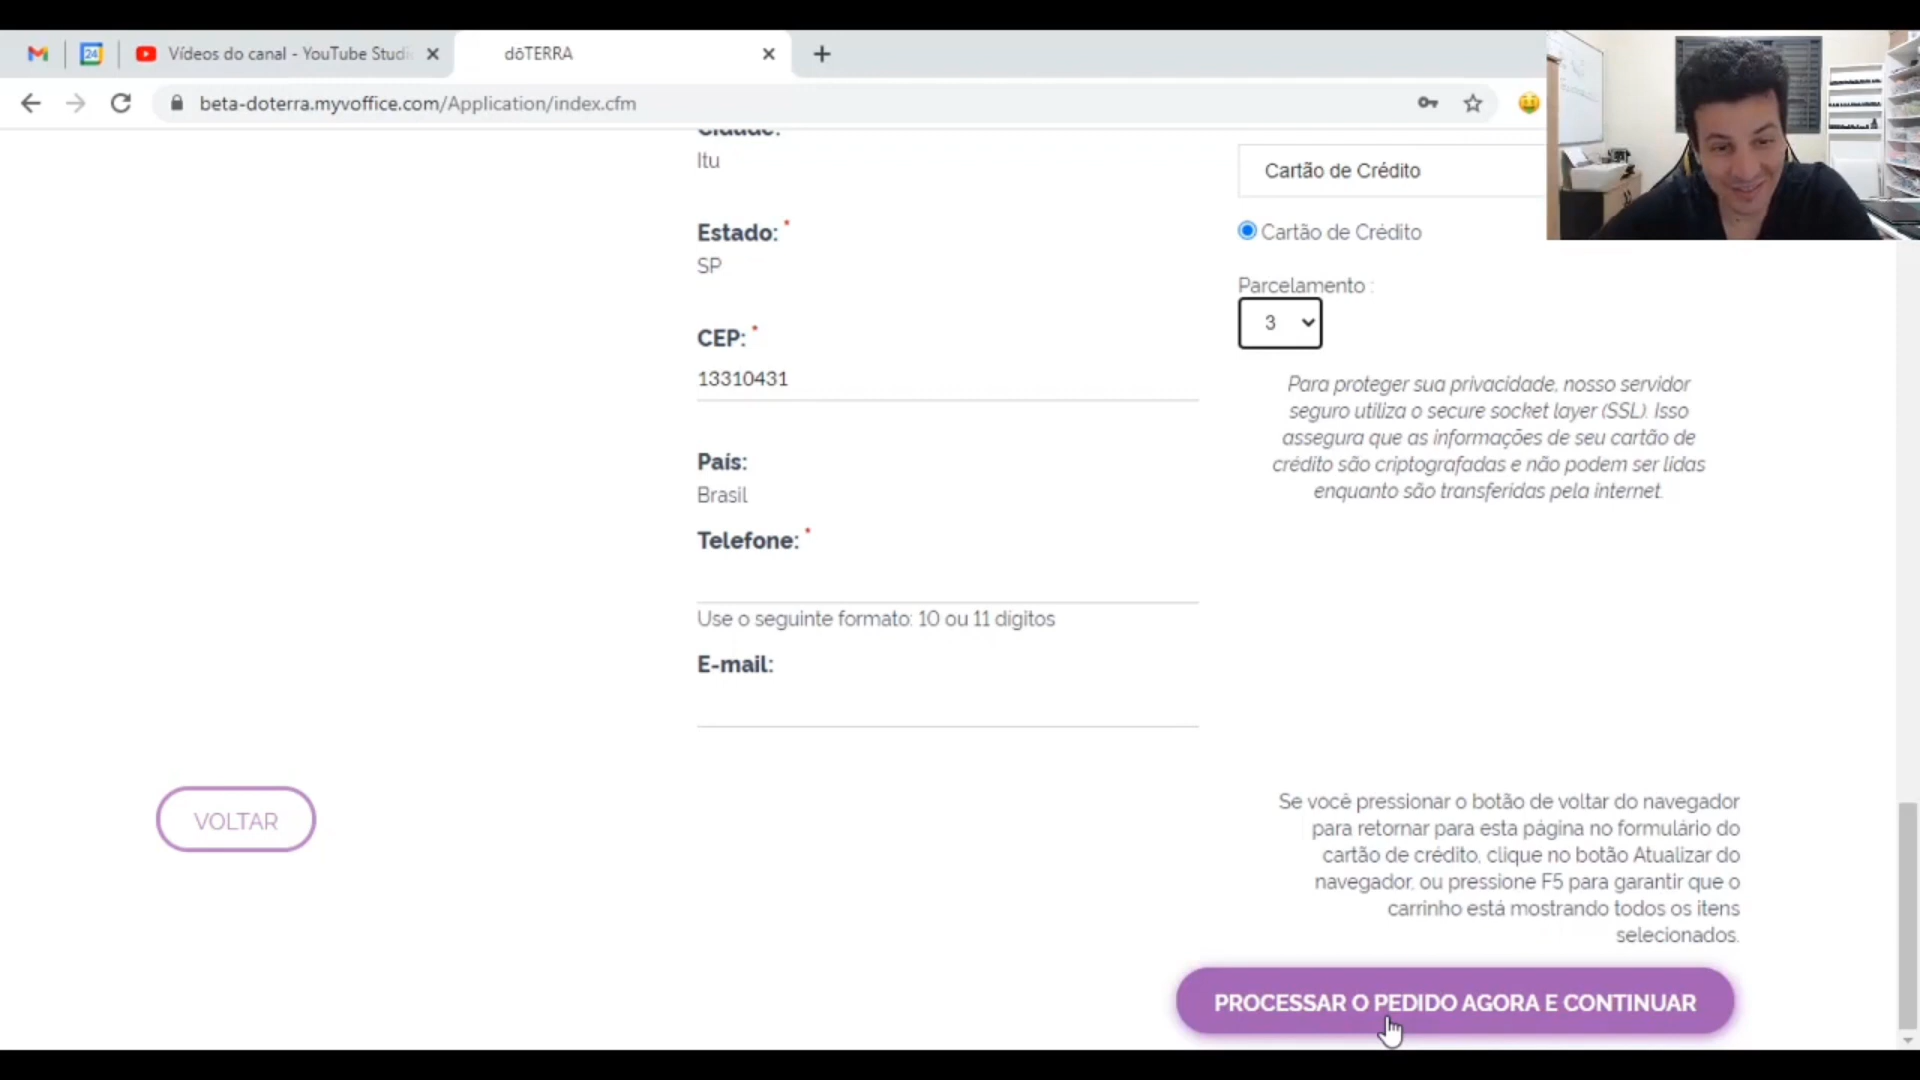 24
Vídeos do canal - YouTube Studi
dōTERRA
beta-doterra.myvoffice.com/Application/index.cfm
Cidade:
Itu
Estado: *
SP
CEP: *
13310431
País:
Brasil
Telefone: *
Use o seguinte formato: 10 ou 11 dígitos
E-mail:
Cartão de Crédito
Cartão de Crédito
Parcelamento :
3
Para proteger sua privacidade, nosso servidor
seguro utiliza o secure socket layer (SSL). Isso
assegura que as informações de seu cartão de
crédito são criptografadas e não podem ser lidas
enquanto são transferidas pela internet.
VOLTAR
Se você pressionar o botão de voltar do navegador
para retornar para esta página no formulário do
cartão de crédito, clique no botão Atualizar do
navegador, ou pressione F5 para garantir que o
carrinho está mostrando todos os itens
selecionados.
PROCESSAR O PEDIDO AGORA E CONTINUAR